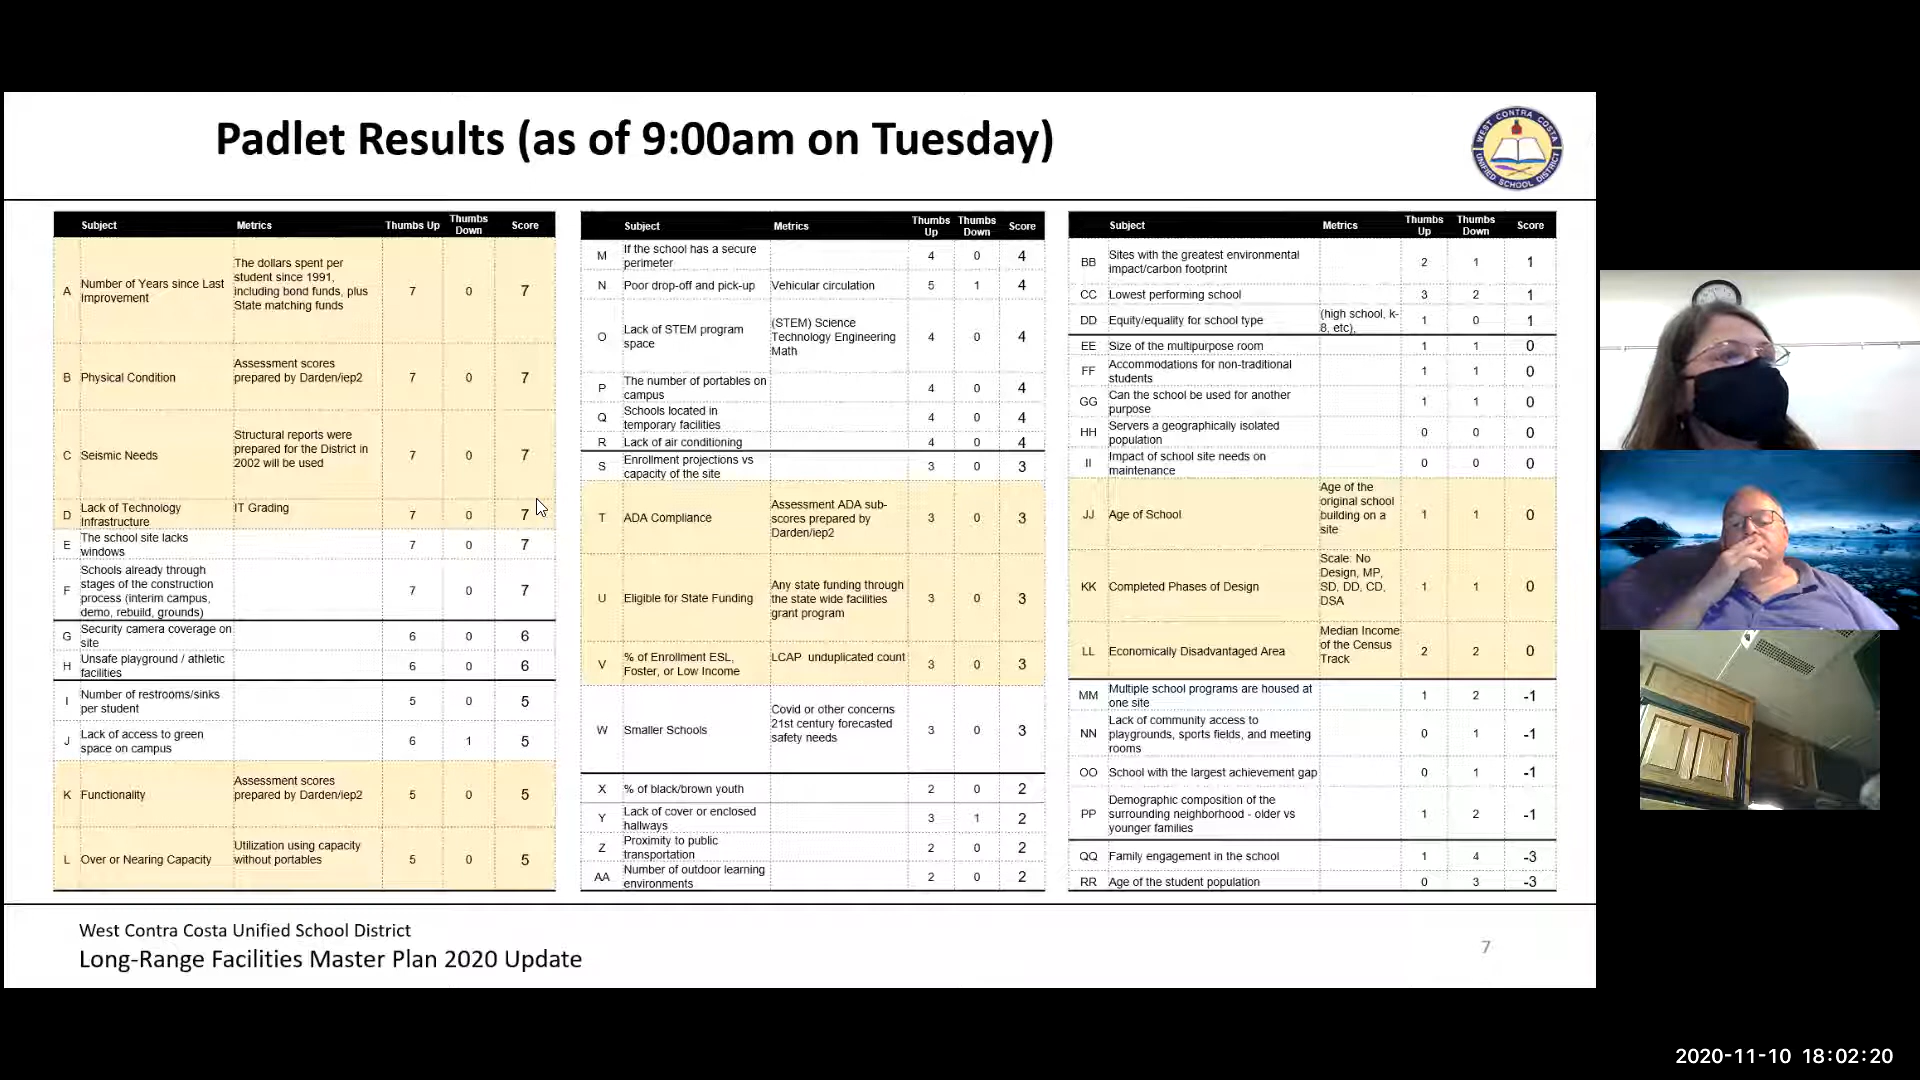 Padlet Results (as of 9:00am on Tuesday)
WEST CONTRA COSTA
UNIFIED SCHOOL DISTRICT
Subject Metrics Thumbs Up Thumbs Down Score
A Number of Years since Last Improvement The dollars spent per student since 1991, including bond funds, plus State matching funds 7 0 7
B Physical Condition Assessment scores prepared by Darden/iep2 7 0 7
C Seismic Needs Structural reports were prepared for the District in 2002 will be used 7 0 7
D Lack of Technology Infrastructure IT Grading 7 0 7
E The school site lacks windows 7 0 7
F Schools already through stages of the construction process (interim campus, demo, rebuild, grounds) 7 0 7
G Security camera coverage on site 6 0 6
H Unsafe playground / athletic facilities 6 0 6
I Number of restrooms/sinks per student 5 0 5
J Lack of access to green space on campus 6 1 5
K Functionality Assessment scores prepared by Darden/iep2 5 0 5
L Over or Nearing Capacity Utilization using capacity without portables 5 0 5
Subject Metrics Thumbs Up Thumbs Down Score
M If the school has a secure perimeter 4 0 4
N Poor drop-off and pick-up Vehicular circulation 5 1 4
O Lack of STEM program space (STEM) Science Technology Engineering Math 4 0 4
P The number of portables on campus 4 0 4
Q Schools located in temporary facilities 4 0 4
R Lack of air conditioning 4 0 4
S Enrollment projections vs capacity of the site 3 0 3
T ADA Compliance Assessment ADA sub-scores prepared by Darden/iep2 3 0 3
U Eligible for State Funding Any state funding through the state wide facilities grant program 3 0 3
V % of Enrollment ESL, Foster, or Low Income LCAP unduplicated count 3 0 3
W Smaller Schools Covid or other concerns 21st century forecasted safety needs 3 0 3
X % of black/brown youth 2 0 2
Y Lack of cover or enclosed hallways 3 1 2
Z Proximity to public transportation 2 0 2
AA Number of outdoor learning environments 2 0 2
Subject Metrics Thumbs Up Thumbs Down Score
BB Sites with the greatest environmental impact/carbon footprint 2 1 1
CC Lowest performing school 3 2 1
DD Equity/equality for school type (high school, k-8, etc), 1 0 1
EE Size of the multipurpose room 1 1 0
FF Accommodations for non-traditional students 1 1 0
GG Can the school be used for another purpose 1 1 0
HH Servers a geographically isolated population 0 0 0
II Impact of school site needs on maintenance 0 0 0
JJ Age of School Age of the original school building on a site 1 1 0
KK Completed Phases of Design Scale: No Design, MP, SD, DD, CD, DSA 1 1 0
LL Economically Disadvantaged Area Median Income of the Census Track 2 2 0
MM Multiple school programs are housed at one site 1 2 -1
NN Lack of community access to playgrounds, sports fields, and meeting rooms 0 1 -1
OO School with the largest achievement gap 0 1 -1
PP Demographic composition of the surrounding neighborhood - older vs younger families 1 2 -1
QQ Family engagement in the school 1 4 -3
RR Age of the student population 0 3 -3
West Contra Costa Unified School District
Long-Range Facilities Master Plan 2020 Update
7
2020-11-10 18:02:20